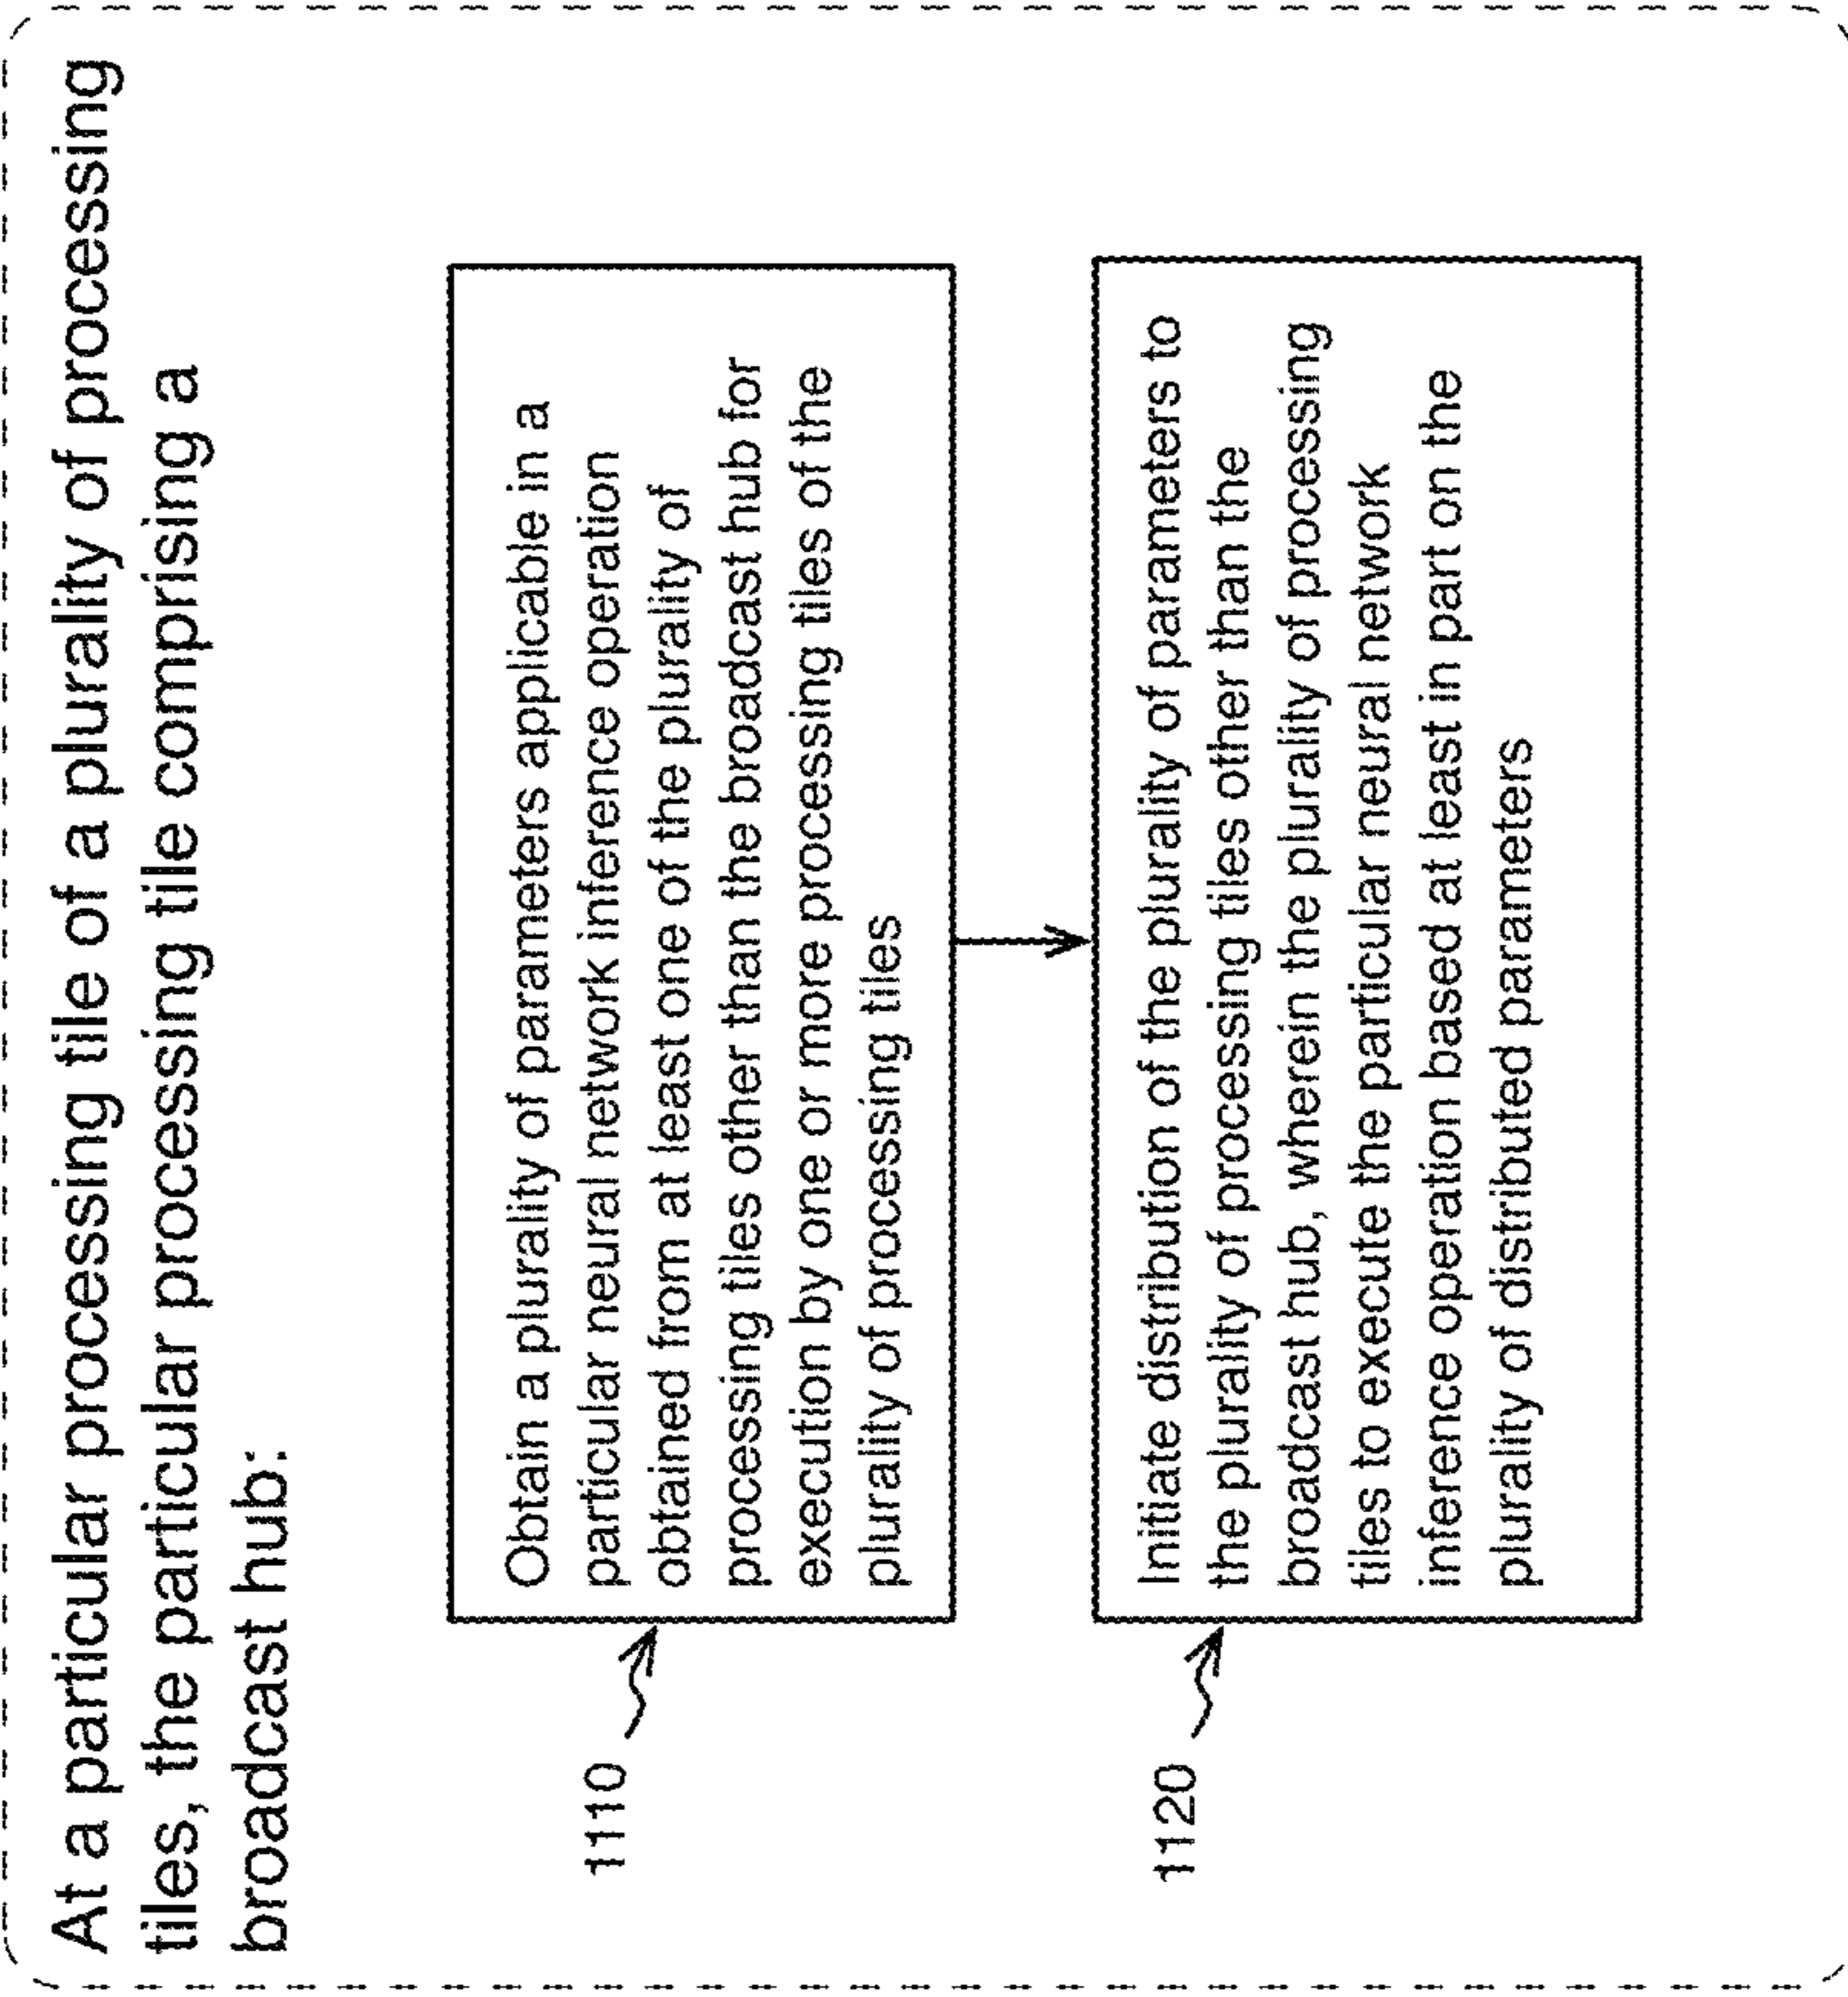 At a particular processing tile of a plurality of processing
tiles, the particular processing tile comprising a
broadcast hub:
1110
Obtain a plurality of parameters applicable in a
particular neural network inference operation
obtained from at least one of the plurality of
processing tiles other than the broadcast hub for
execution by one or more processing tiles of the
plurality of processing tiles
1120
Initiate distribution of the plurality of parameters to
the plurality of processing tiles other than the
broadcast hub, wherein the plurality of processing
tiles to execute the particular neural network
inference operation based at least in part on the
plurality of distributed parameters